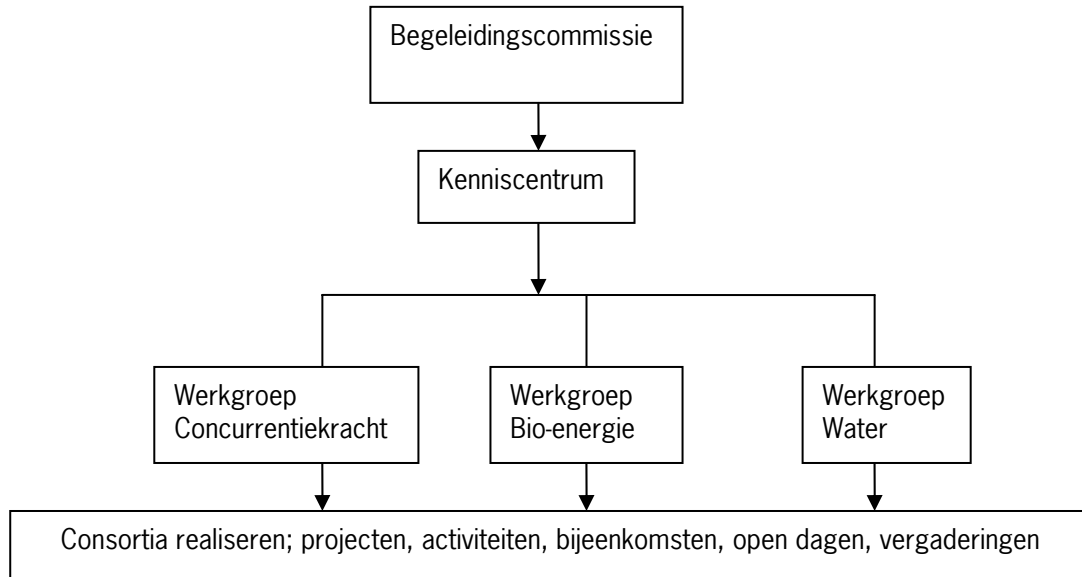 Begeleidingscommissie
Kenniscentrum
Werkgroep
Concurrentiekracht
Werkgroep
Bio-energie
Werkgroep
Water
Consortia realiseren; projecten, activiteiten, bijeenkomsten, open dagen, vergaderingen